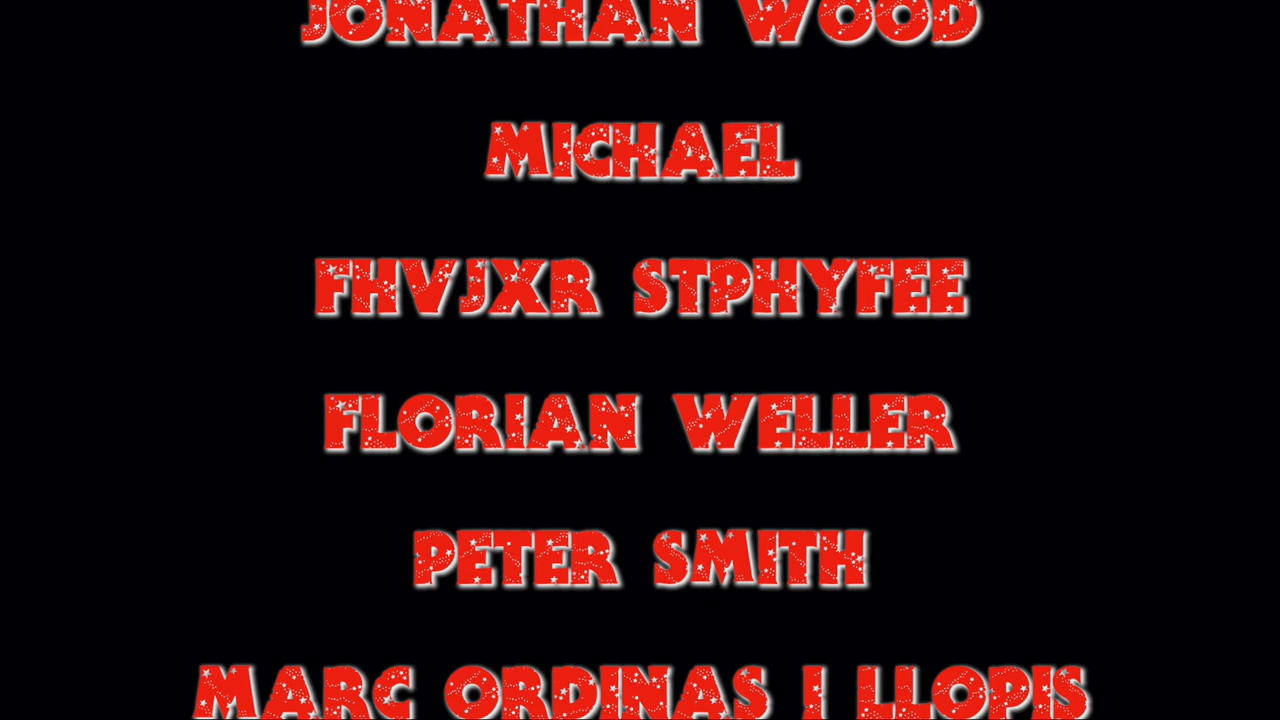 JONATHAN WOOD
MICHAEL
FHVJXR STPHYFEE
FLORIAN WELLER
PETER SMITH
MARC ORDINAS I LLOPIS